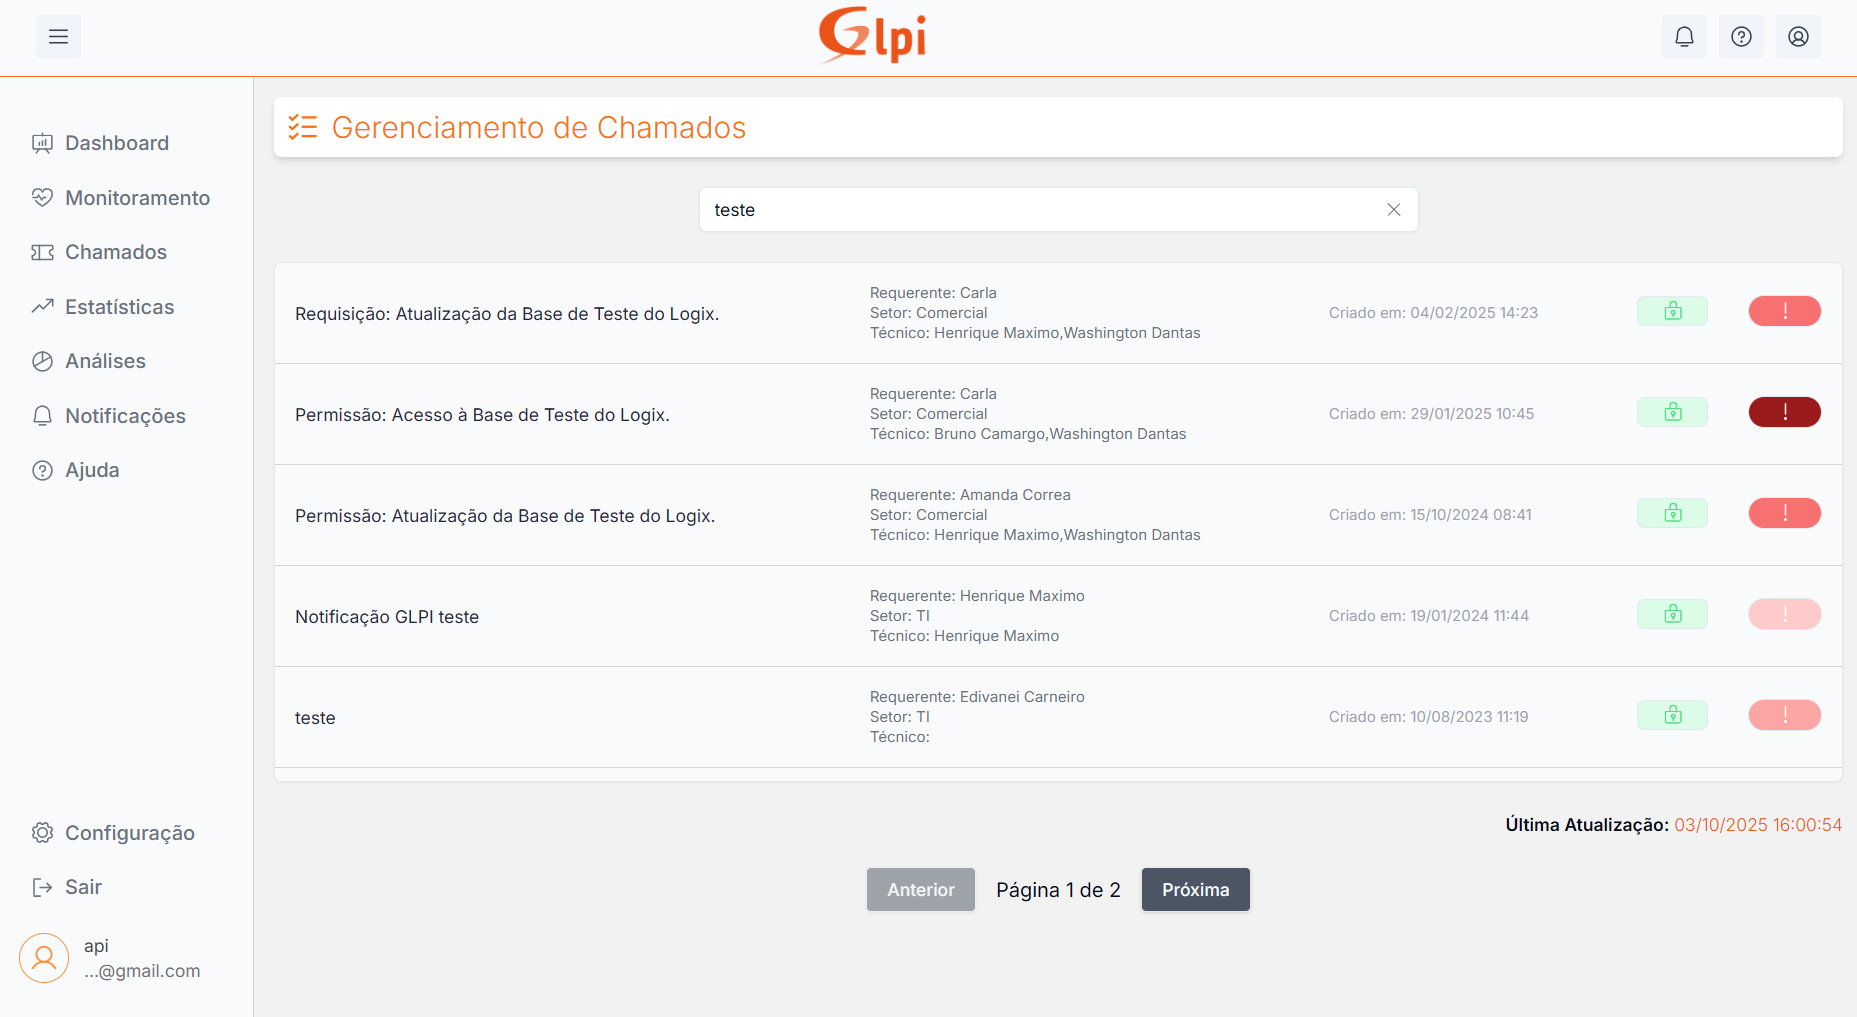 Glpi
Dashboard
Monitoramento
Chamados
Estatísticas
Análises
Notificações
Ajuda
Configuração
Sair
api
...@gmail.com
Gerenciamento de Chamados
teste
Requisição: Atualização da Base de Teste do Logix.
Requerente: Carla
Setor: Comercial
Técnico: Henrique Maximo,Washington Dantas
Criado em: 04/02/2025 14:23
!
Permissão: Acesso à Base de Teste do Logix.
Requerente: Carla
Setor: Comercial
Técnico: Bruno Camargo,Washington Dantas
Criado em: 29/01/2025 10:45
!
Permissão: Atualização da Base de Teste do Logix.
Requerente: Amanda Correa
Setor: Comercial
Técnico: Henrique Maximo,Washington Dantas
Criado em: 15/10/2024 08:41
!
Notificação GLPI teste
Requerente: Henrique Maximo
Setor: TI
Técnico: Henrique Maximo
Criado em: 19/01/2024 11:44
!
teste
Requerente: Edivanei Carneiro
Setor: TI
Técnico:
Criado em: 10/08/2023 11:19
!
Última Atualização: 03/10/2025 16:00:54
Anterior
Página 1 de 2
Próxima